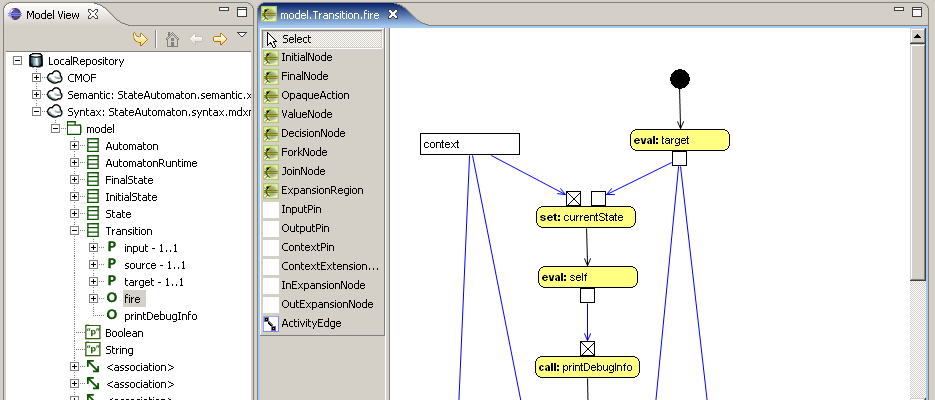 Model View
LocalRepository
CMOF
Semantic: StateAutomaton.semantic.x
Syntax: StateAutomaton.syntax.mdxm
model
Automaton
AutomatonRuntime
FinalState
InitialState
State
Transition
input - 1..1
source - 1..1
target - 1..1
fire
printDebugInfo
Boolean
String
<association>
<association>
<association>
model.Transition.fire
Select
InitialNode
FinalNode
OpaqueAction
ValueNode
DecisionNode
ForkNode
JoinNode
ExpansionRegion
InputPin
OutputPin
ContextPin
ContextExtension...
InExpansionNode
OutExpansionNode
ActivityEdge
context
eval: target
set: currentState
eval: self
call: printDebugInfo